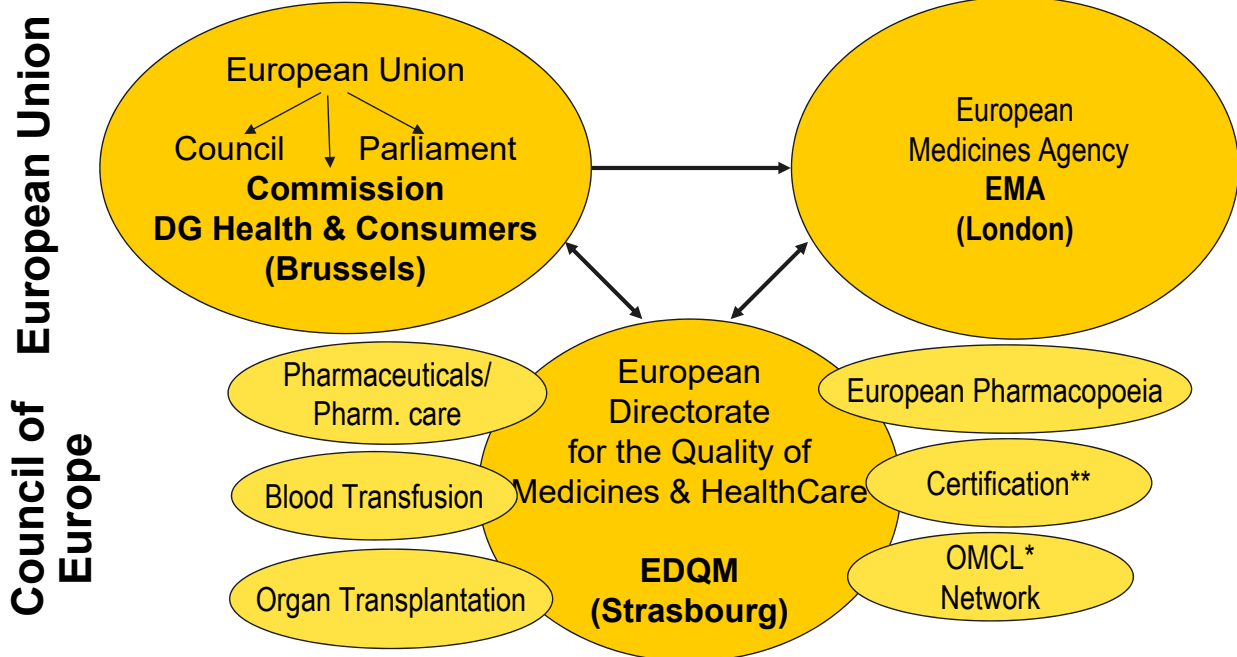 European Union
Council of
Europe
European Union
Council
Parliament
Commission
DG Health & Consumers
(Brussels)
European
Medicines Agency
EMA
(London)
Pharmaceuticals/
Pharm. care
Blood Transfusion
Organ Transplantation
European
Directorate
for the Quality of
Medicines & HealthCare
EDQM
(Strasbourg)
European Pharmacopoeia
Certification**
OMCL*
Network